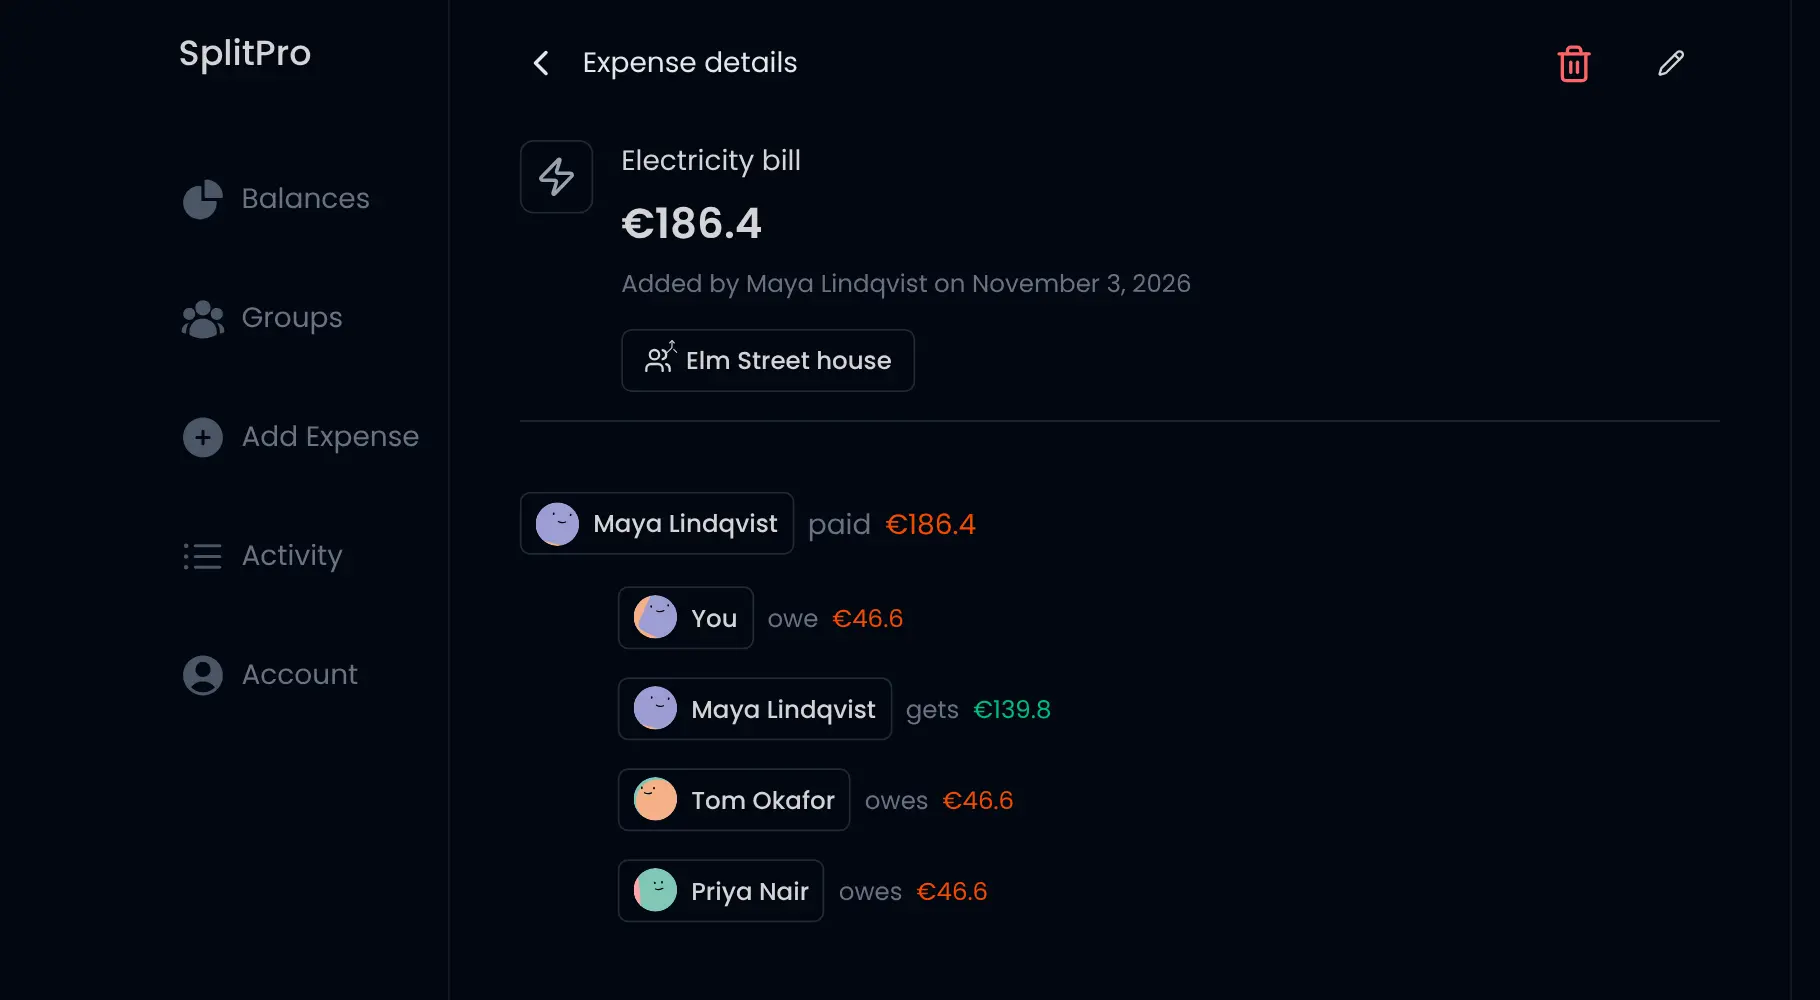 SplitPro
Balances
Groups
Add Expense
Activity
Account
Expense details
Electricity bill
€186.4
Added by Maya Lindqvist on November 3, 2026
Elm Street house
Maya Lindqvist paid €186.4
You owe €46.6
Maya Lindqvist gets €139.8
Tom Okafor owes €46.6
Priya Nair owes €46.6